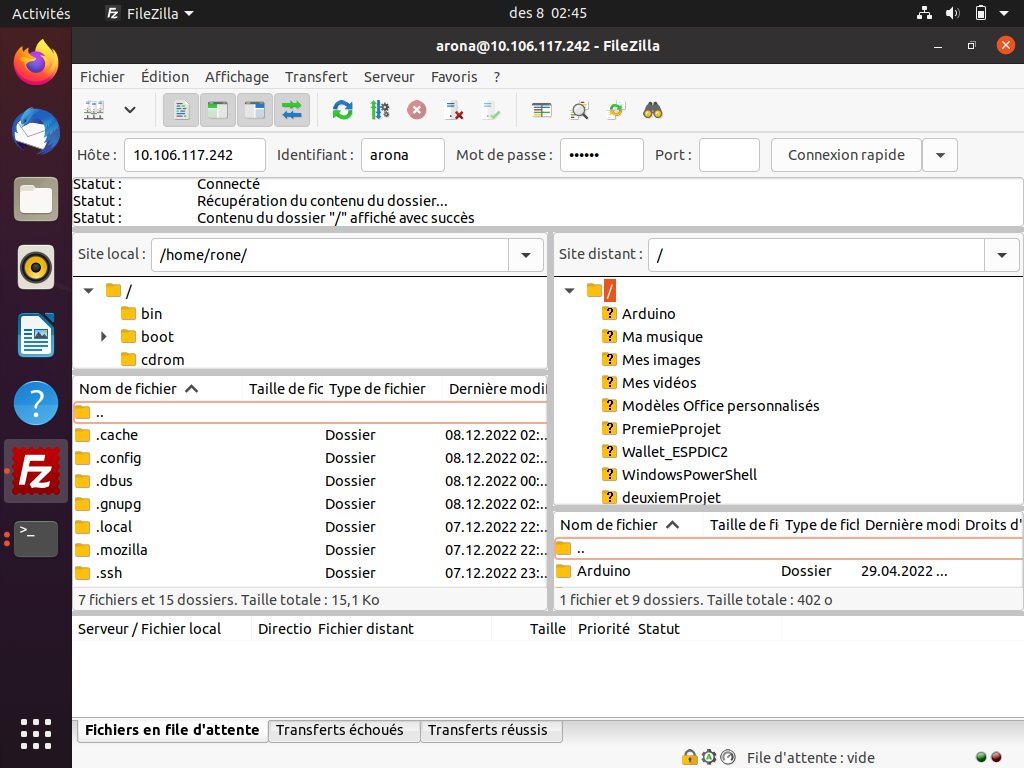 Activités FileZilla des 8 02:45
arona@10.106.117.242 - FileZilla
Fichier Édition Affichage Transfert Serveur Favoris ?
Hôte : 10.106.117.242 Identifiant : arona Mot de passe : •••••• Port : Connexion rapide
Statut : Connecté
Statut : Récupération du contenu du dossier...
Statut : Contenu du dossier "/" affiché avec succès
Site local : /home/rone/
/
bin
boot
cdrom
Nom de fichier Taille de fic Type de fichier Dernière modi
..
.cache Dossier 08.12.2022 02:..
.config Dossier 08.12.2022 02:..
.dbus Dossier 08.12.2022 00:..
.gnupg Dossier 08.12.2022 02:..
.local Dossier 07.12.2022 22:..
.mozilla Dossier 07.12.2022 22:..
.ssh Dossier 07.12.2022 23:..
7 fichiers et 15 dossiers. Taille totale : 15,1 Ko
Site distant : /
/
Arduino
Ma musique
Mes images
Mes vidéos
Modèles Office personnalisés
PremiePprojet
Wallet_ESPDIC2
WindowsPowerShell
deuxiemProjet
Nom de fichier Taille de fi Type de ficl Dernière modi Droits d'
..
Arduino Dossier 29.04.2022 ...
1 fichier et 9 dossiers. Taille totale : 402 o
Serveur / Fichier local Directio Fichier distant Taille Priorité Statut
Fichiers en file d'attente Transferts échoués Transferts réussis
File d'attente : vide